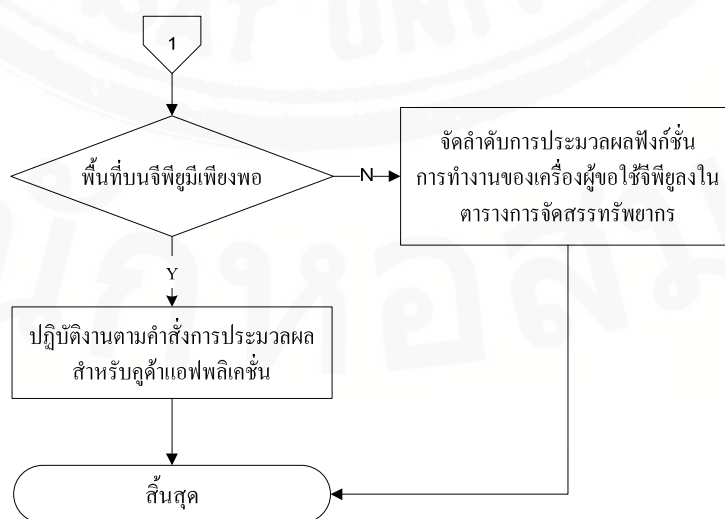 1
พื้นที่บนจีพียูมีเพียงพอ
N
จัดลำดับการประมวลผลฟังก์ชั่น
การทำงานของเครื่องผู้ขอใช้จีพียูลงใน
ตารางการจัดสรรทรัพยากร
Y
ปฏิบัติงานตามคำสั่งการประมวลผล
สำหรับคูด้าแอฟพลิเคชั่น
สิ้นสุด